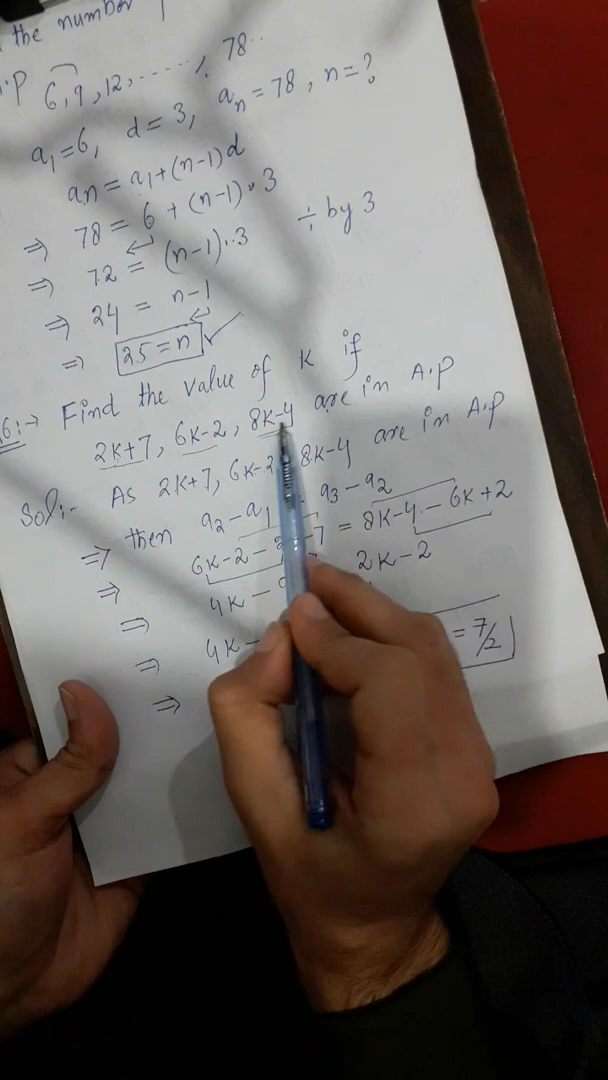 the number
A.P 6, 9, 12, ......, 78..
a₁=6, d=3, aₙ=78, n=?
an = a₁+(n-1)d
⇒ 78 = 6 + (n-1)·3
⇒ 72 = (n-1)·3 ÷ by 3
⇒ 24 = n-1
⇒ 25=n ✓
6:→ Find the value of K if
2K+7, 6K-2, 8K-4 are in A.P
Sol:- As 2K+7, 6K-2 8K-4 are in A.P
⇒ then a₂-a₁ a₃-a₂
⇒ 6K-2- -7 = 8K-4-6K+2
⇒ 4K- 2K-2
⇒ 4K-
⇒ = 7/2